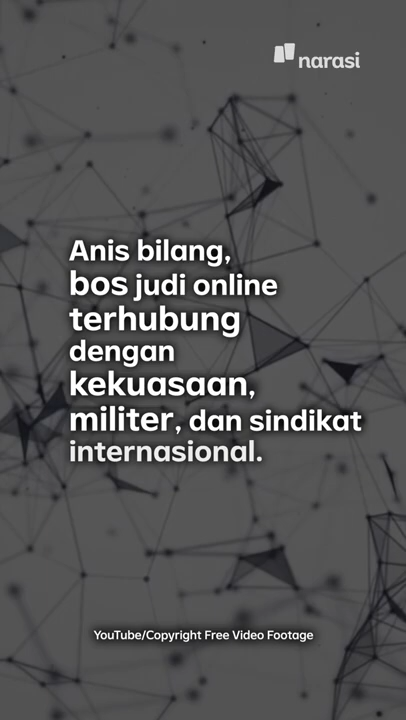 narasi
Anis bilang,
bos judi online
terhubung
dengan
kekuasaan,
militer, dan sindikat
internasional.
YouTube/Copyright Free Video Footage